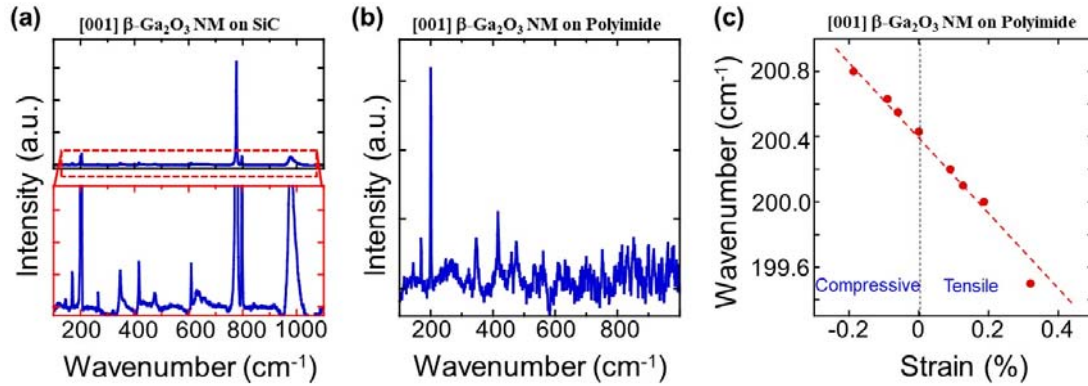 (a) [001] β-Ga₂O₃ NM on SiC
Intensity (a.u.)
200 400 600 800 1000
Wavenumber (cm⁻¹)
(b) [001] β-Ga₂O₃ NM on Polyimide
Intensity (a.u.)
200 400 600 800
Wavenumber (cm⁻¹)
(c) [001] β-Ga₂O₃ NM on Polyimide
Wavenumber (cm⁻¹)
200.8
200.4
200.0
199.6
Compressive Tensile
-0.2 0 0.2 0.4
Strain (%)